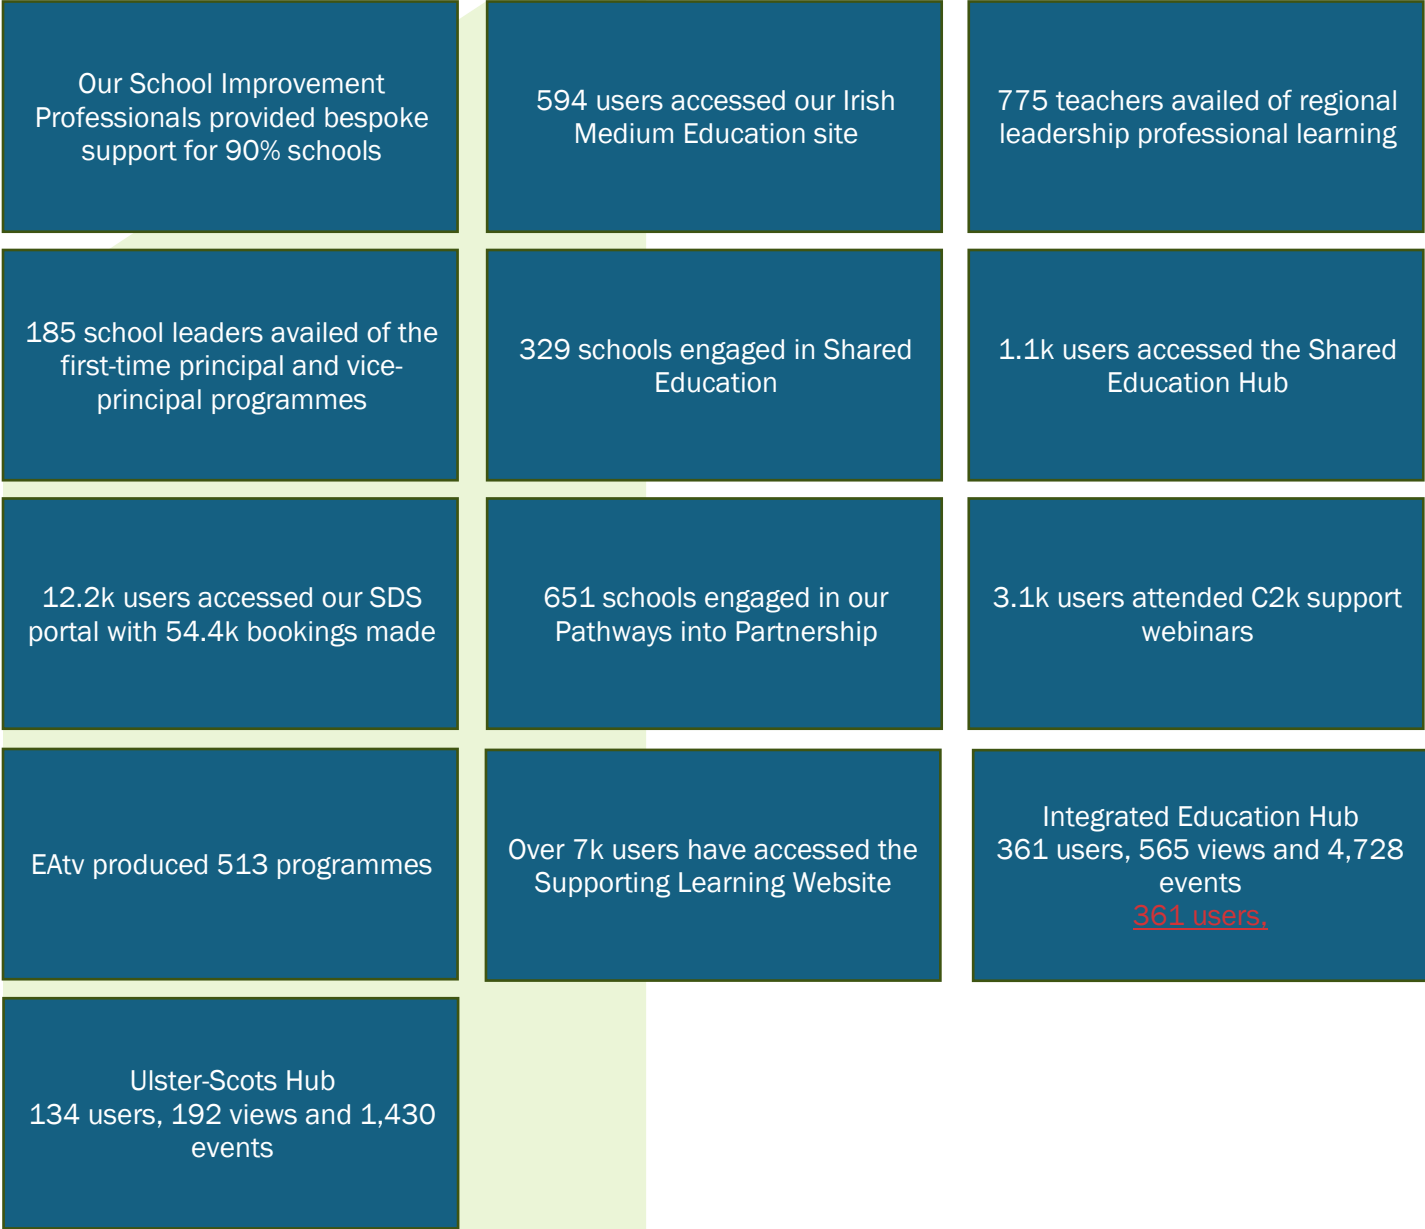 Our School Improvement
Professionals provided bespoke
support for 90% schools
594 users accessed our Irish
Medium Education site
775 teachers availed of regional
leadership professional learning
185 school leaders availed of the
first-time principal and vice-
principal programmes
329 schools engaged in Shared
Education
1.1k users accessed the Shared
Education Hub
12.2k users accessed our SDS
portal with 54.4k bookings made
651 schools engaged in our
Pathways into Partnership
3.1k users attended C2k support
webinars
EAtv produced 513 programmes
Over 7k users have accessed the
Supporting Learning Website
Integrated Education Hub
361 users, 565 views and 4,728
events
361 users,
Ulster-Scots Hub
134 users, 192 views and 1,430
events